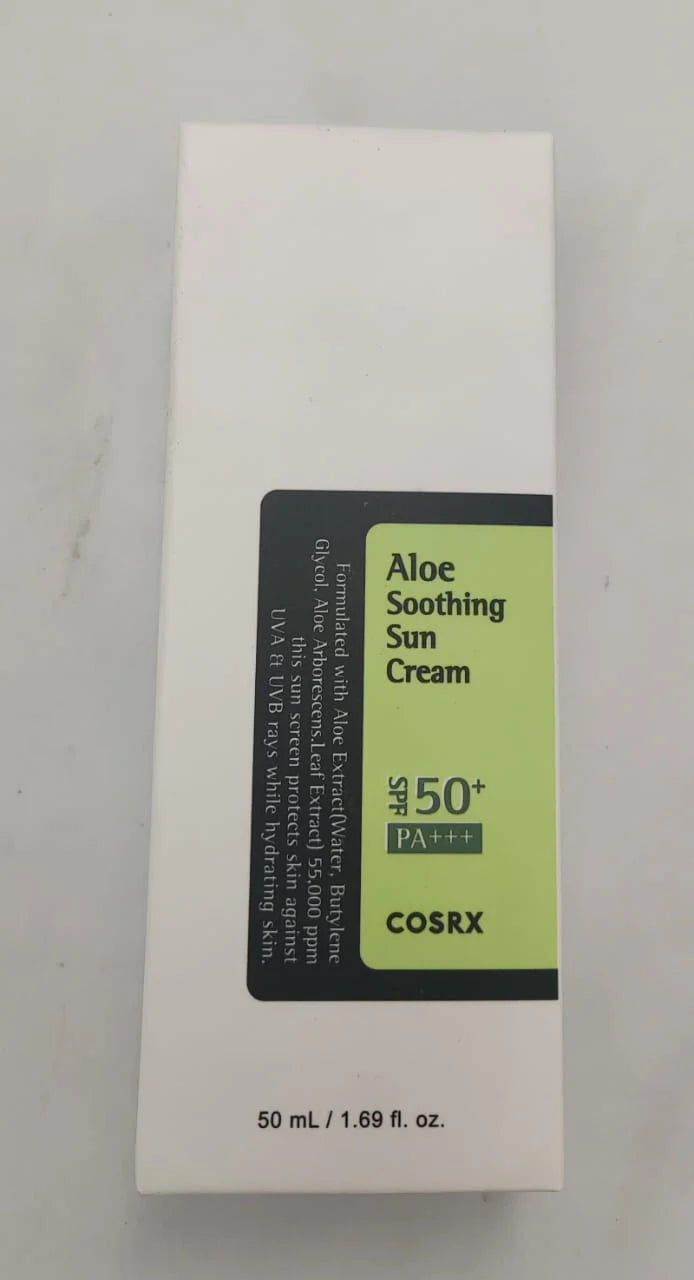 Aloe
Soothing
Sun
Cream
SPF 50+
PA+++
COSRX
Formulated with Aloe Extract(Water, Butylene
Glycol, Aloe Arborescens.Leaf Extract) 55,000 ppm
this sun screen protects skin against
UVA & UVB rays while hydrating skin.
50 mL / 1.69 fl. oz.